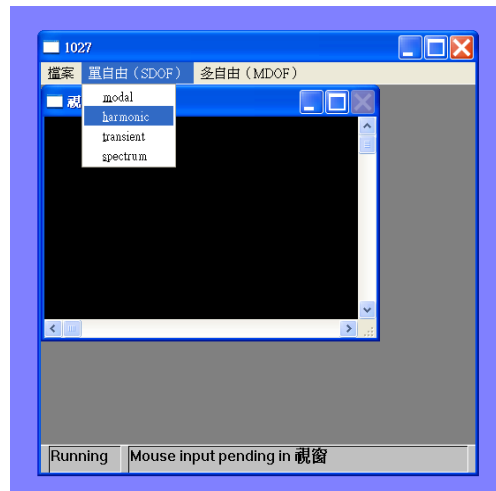 1027
檔案 單自由（SDOF） 多自由（MDOF）
視
modal
harmonic
transient
spectrum
Running Mouse input pending in 視窗